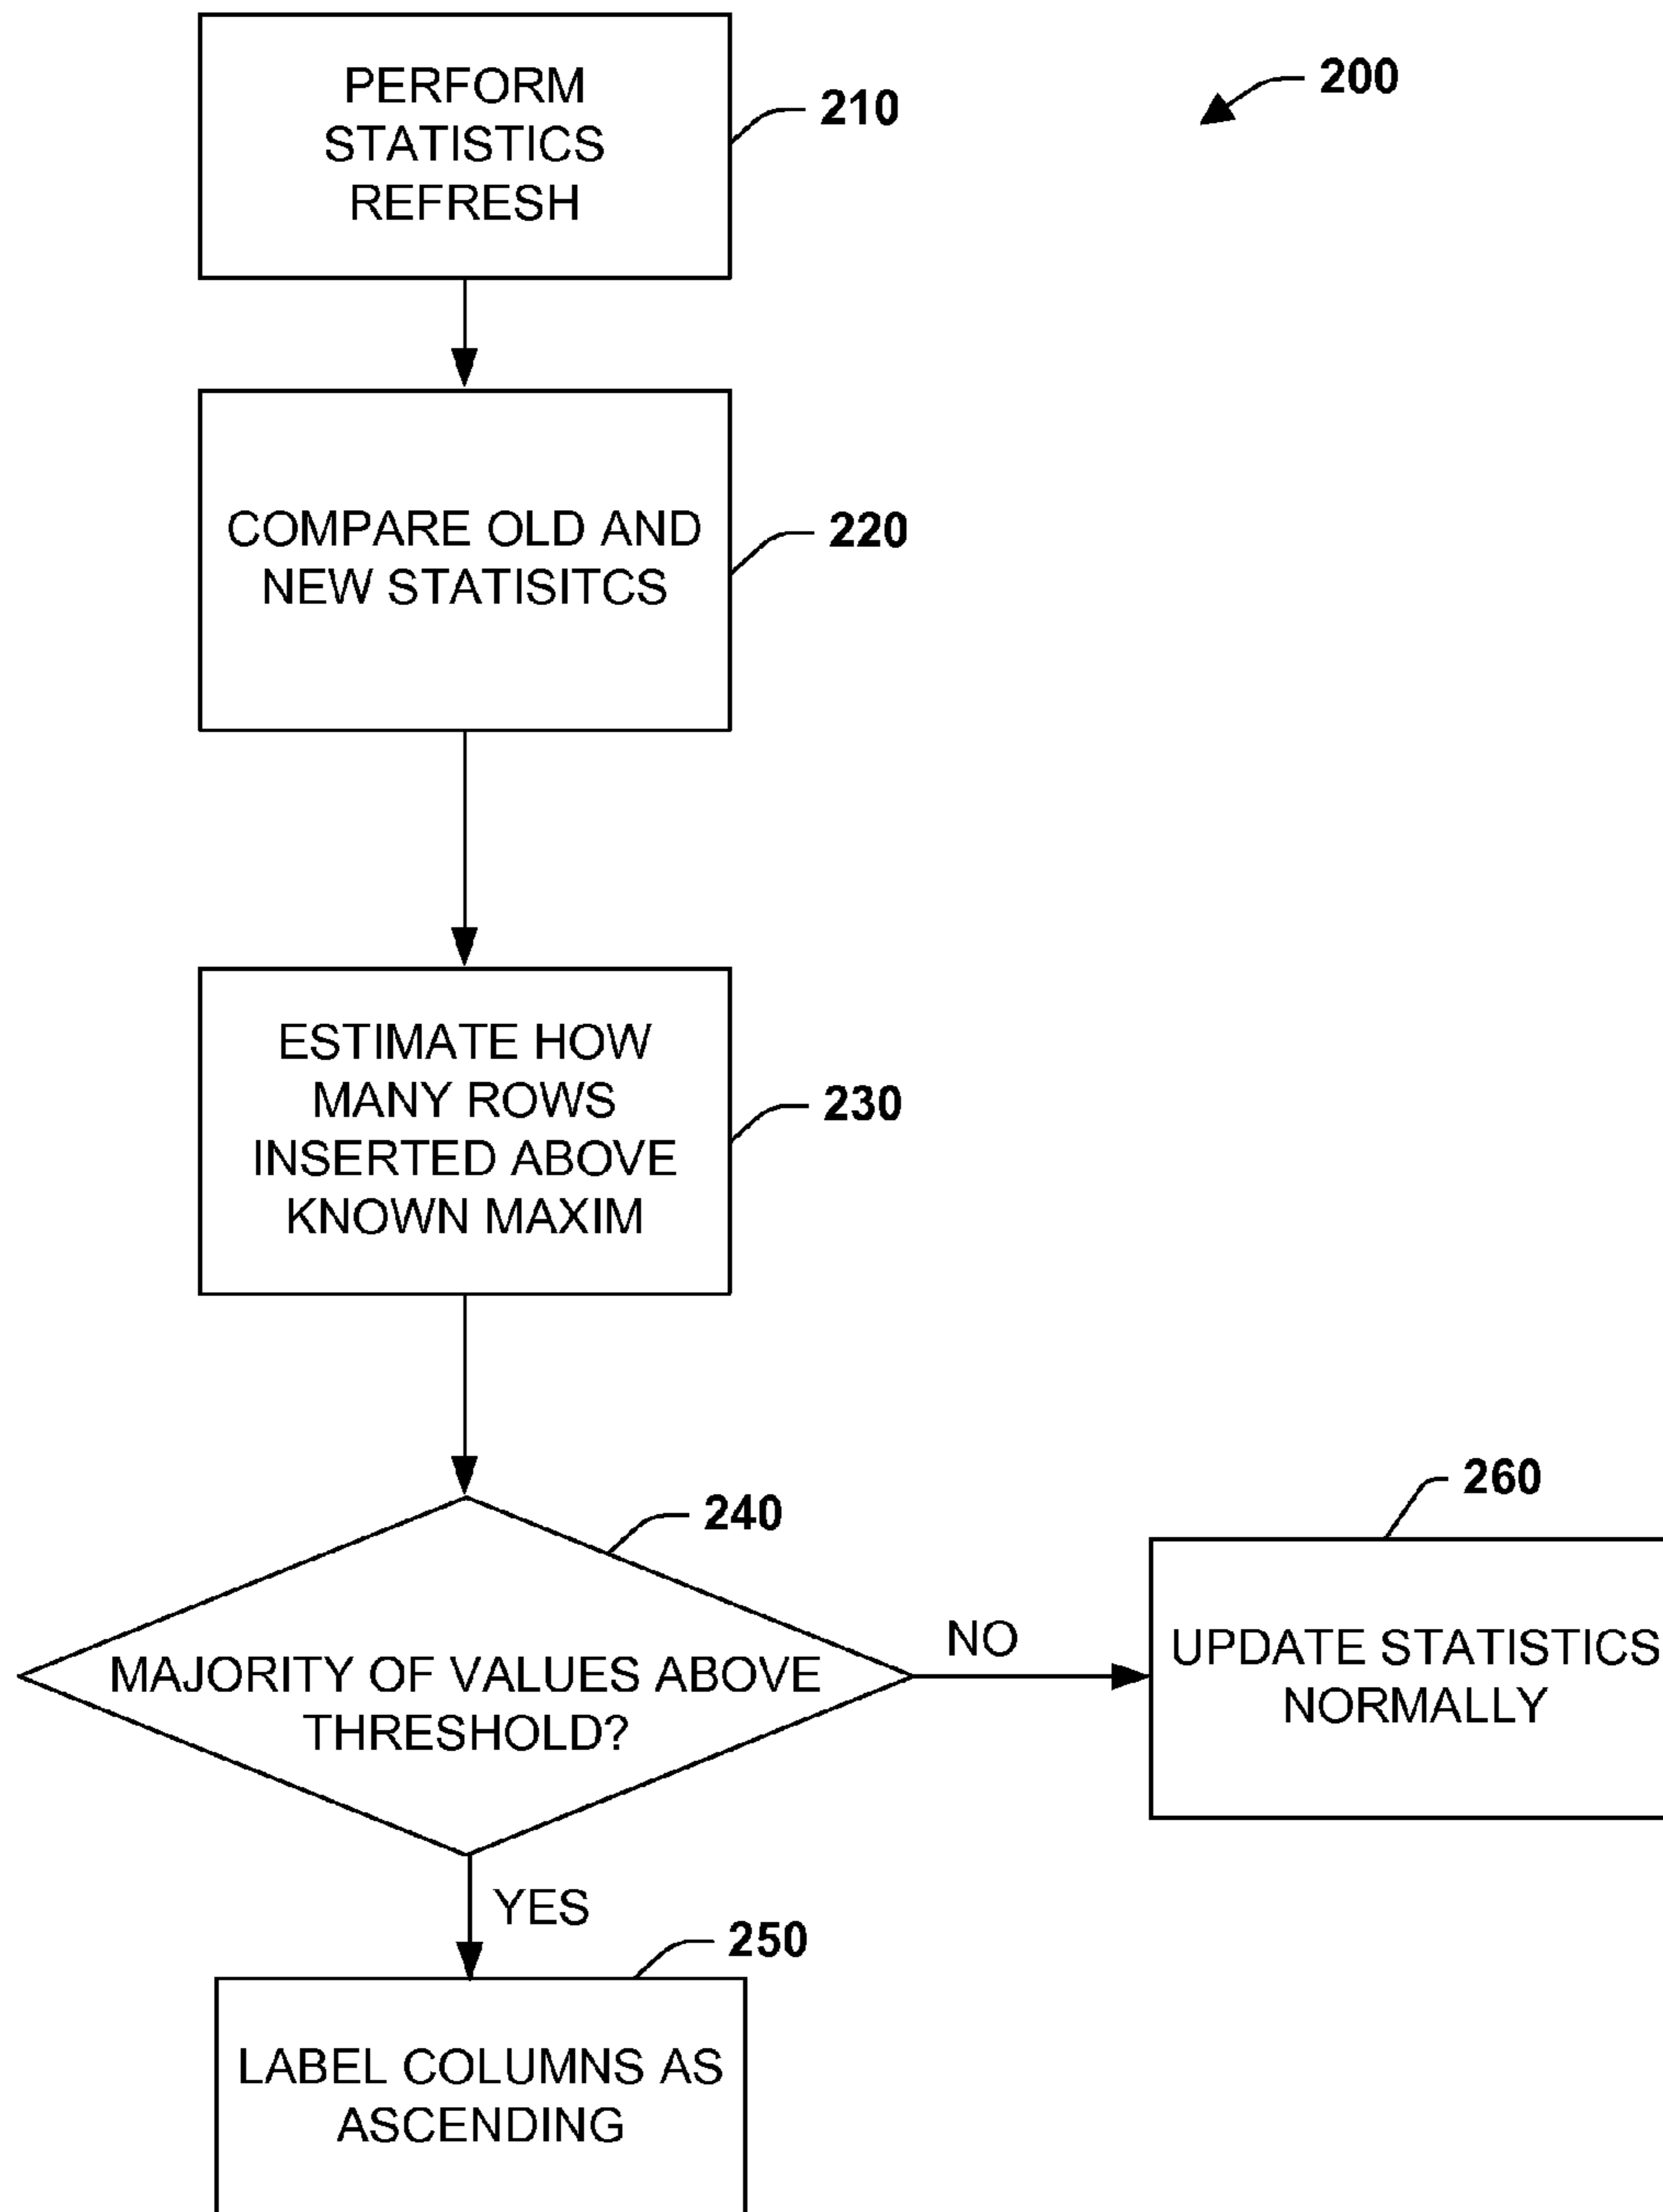 PERFORM
STATISTICS
REFRESH
210
200
COMPARE OLD AND
NEW STATISITCS
220
ESTIMATE HOW
MANY ROWS
INSERTED ABOVE
KNOWN MAXIM
230
240
MAJORITY OF VALUES ABOVE
THRESHOLD?
NO
260
UPDATE STATISTICS
NORMALLY
YES
250
LABEL COLUMNS AS
ASCENDING